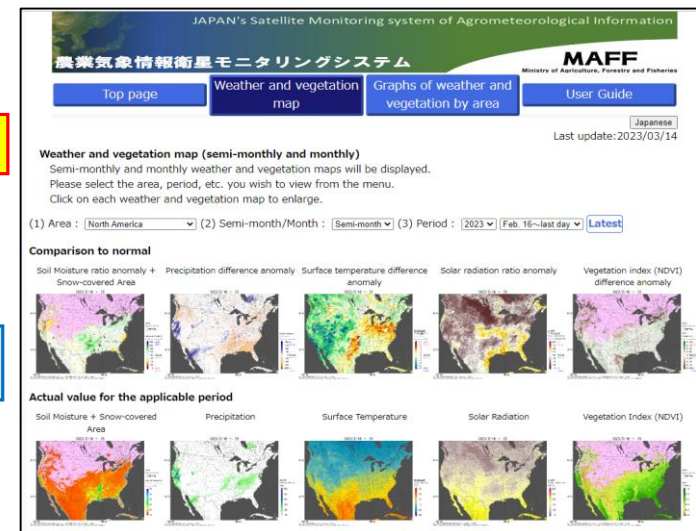 JAPAN's Satellite Monitoring system of Agrometeorological Information
農業気象情報衛星モニタリングシステム
MAFF
Ministry of Agriculture, Forestry and Fisheries
Top page
Weather and vegetation map
Graphs of weather and vegetation by area
User Guide
Japanese
Last update:2023/03/14
Weather and vegetation map (semi-monthly and monthly)
Semi-monthly and monthly weather and vegetation maps will be displayed.
Please select the area, period, etc. you wish to view from the menu.
Click on each weather and vegetation map to enlarge.
(1) Area : North America (2) Semi-month/Month : Semi-month (3) Period : 2023 Feb. 16~last day Latest
Comparison to normal
Soil Moisture ratio anomaly + Snow-covered Area
Precipitation difference anomaly
Surface temperature difference anomaly
Solar radiation ratio anomaly
Vegetation index (NDVI) difference anomaly
Actual value for the applicable period
Soil Moisture + Snow-covered Area
Precipitation
Surface Temperature
Solar Radiation
Vegetation Index (NDVI)